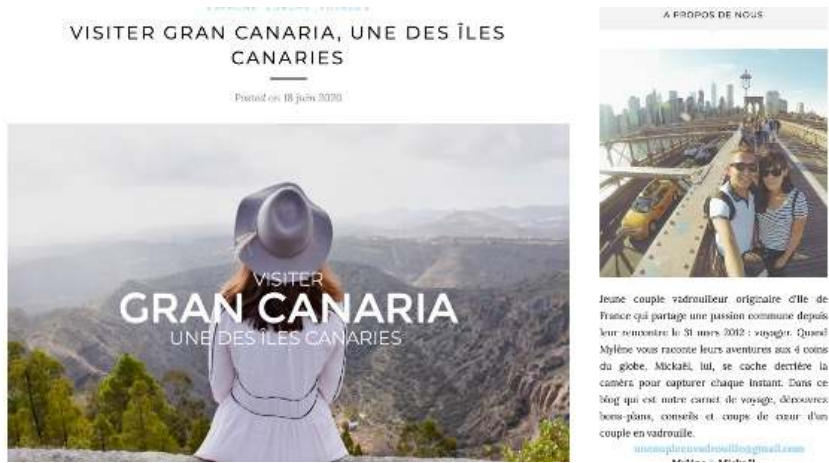 VISITER GRAN CANARIA, UNE DES ÎLES
CANARIES
Posted on 18 juin 2020
VISITER
GRAN CANARIA
UNE DES ÎLES CANARIES
A PROPOS DE NOUS
Jeune couple vadrouilleur originaire d'Ile de
France qui partage une passion commune depuis
leur rencontre le 31 mars 2012 : voyager. Quand
Mylène vous raconte leurs aventures aux 4 coins
du globe, Mickaël, lui, se cache derrière la
caméra pour capturer chaque instant. Dans ce
blog qui est notre carnet de voyage, découvrez
bons-plans, conseils et coups de cœur d'un
couple en vadrouille.
uncoupleenvadrouille@gmail.com